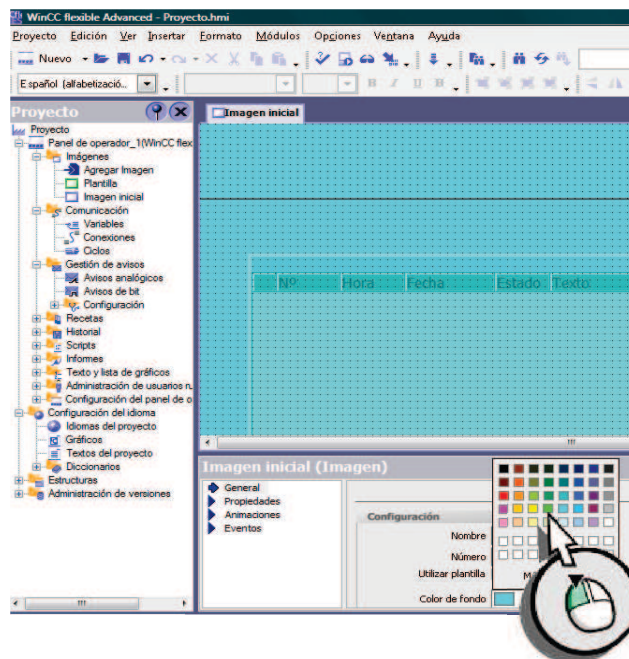 WinCC flexible Advanced - Proyecto.hmi
Proyecto Edición Ver Insertar Formato Módulos Opciones Ventana Ayuda
Nuevo
Español (alfabetizació...
Proyecto
Imagen inicial
Proyecto
Panel de operador_1(WinCC flex
Imágenes
Agregar Imagen
Plantilla
Imagen inicial
Comunicación
Variables
Conexiones
Ciclos
Gestión de avisos
Avisos analógicos
Avisos de bit
Configuración
Recetas
Historial
Scripts
Informes
Texto y lista de gráficos
Administración de usuarios
Configuración del panel de o
Configuración del idioma
Idiomas del proyecto
Gráficos
Textos del proyecto
Diccionarios
Estructuras
Administración de versiones
Nº Hora Fecha Estado Texto
Imagen inicial (Imagen)
General
Propiedades
Animaciones
Eventos
Configuración
Nombre
Número
Utilizar plantilla
Color de fondo